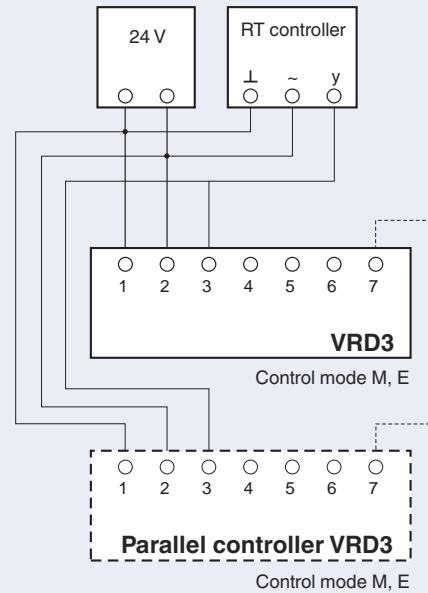 24 V
RT controller
⊥ ~ y
1 2 3 4 5 6 7
VRD3
Control mode M, E
1 2 3 4 5 6 7
Parallel controller VRD3
Control mode M, E